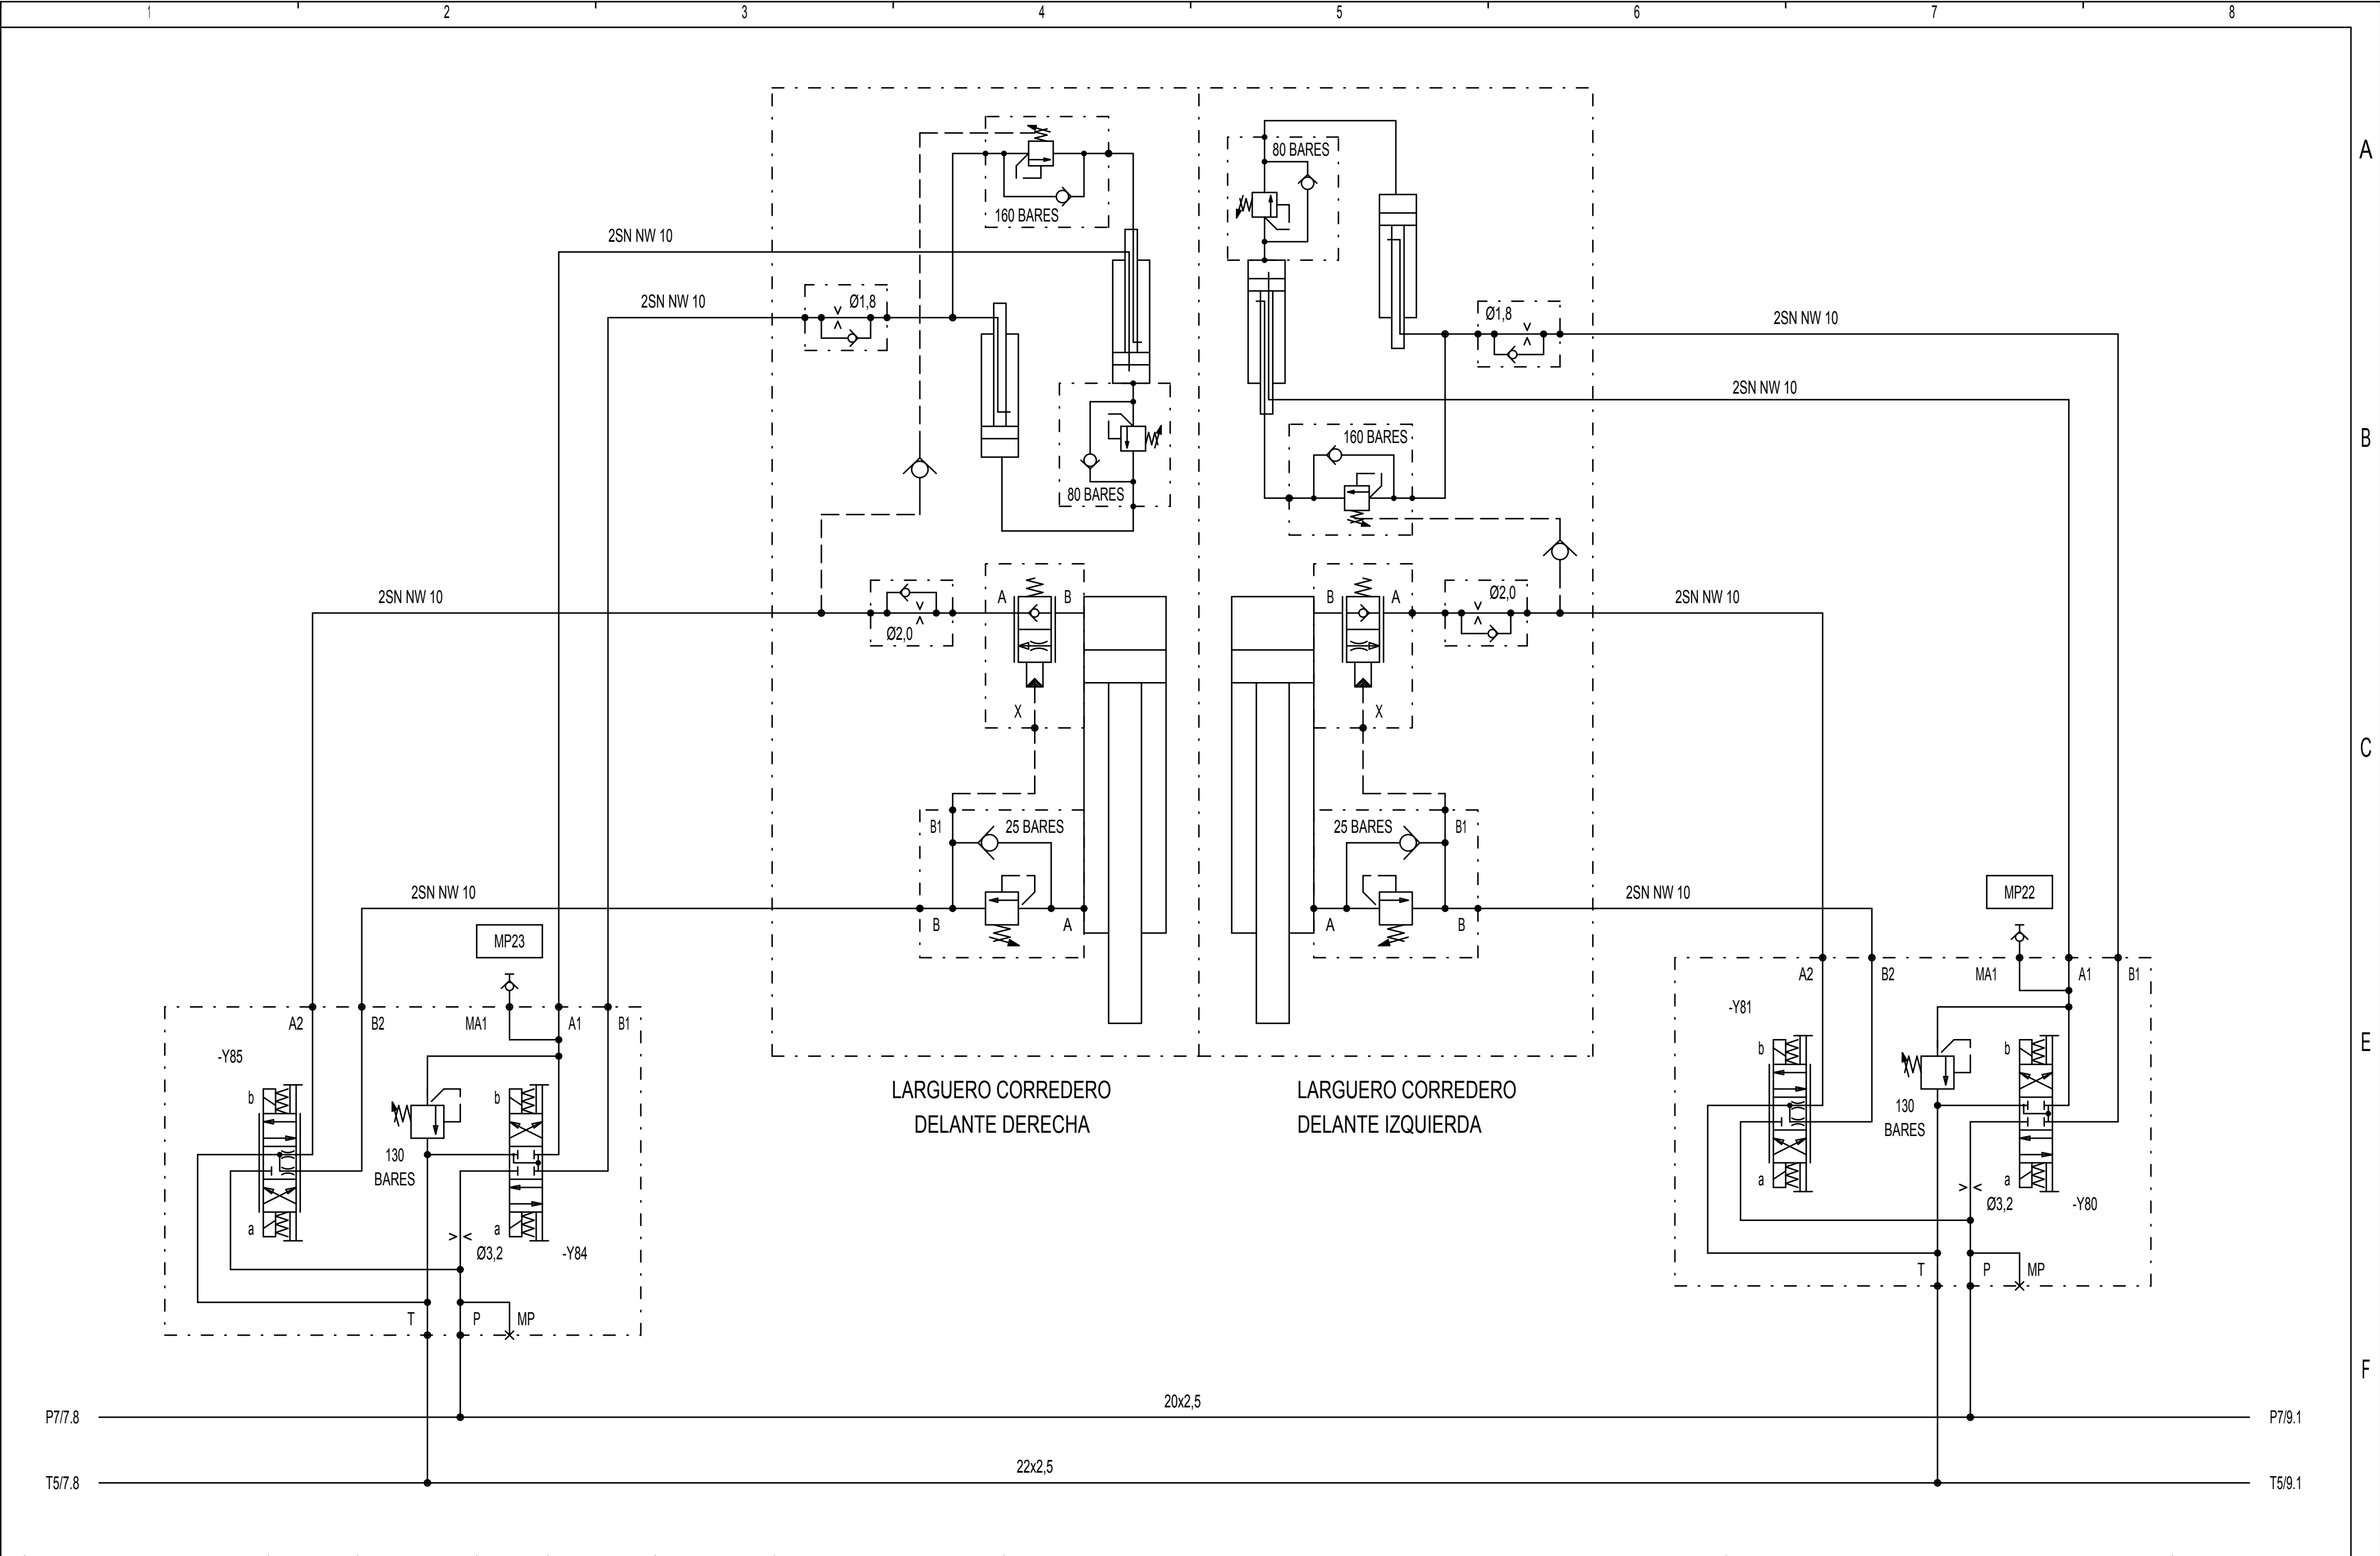 1 2 3 4 5 6 7 8
A
80 BARES
160 BARES
2SN NW 10
2SN NW 10
Ø1,8
Ø1,8
2SN NW 10
2SN NW 10
B
160 BARES
80 BARES
2SN NW 10
Ø2,0
A B
B A
Ø2,0
2SN NW 10
X
X
C
B1
25 BARES
25 BARES
B1
2SN NW 10
B A
A B
2SN NW 10
MP22
MP23
A2 B2 MA1 A1 B1
A2 B2 MA1 A1 B1
-Y85
-Y81
E
b
b
b
b
LARGUERO CORREDERO
DELANTE DERECHA
LARGUERO CORREDERO
DELANTE IZQUIERDA
130
BARES
130
BARES
a
a
a
a
Ø3,2
-Y84
Ø3,2
-Y80
T P MP
T P MP
F
20x2,5
P7/7.8
P7/9.1
22x2,5
T5/7.8
T5/9.1